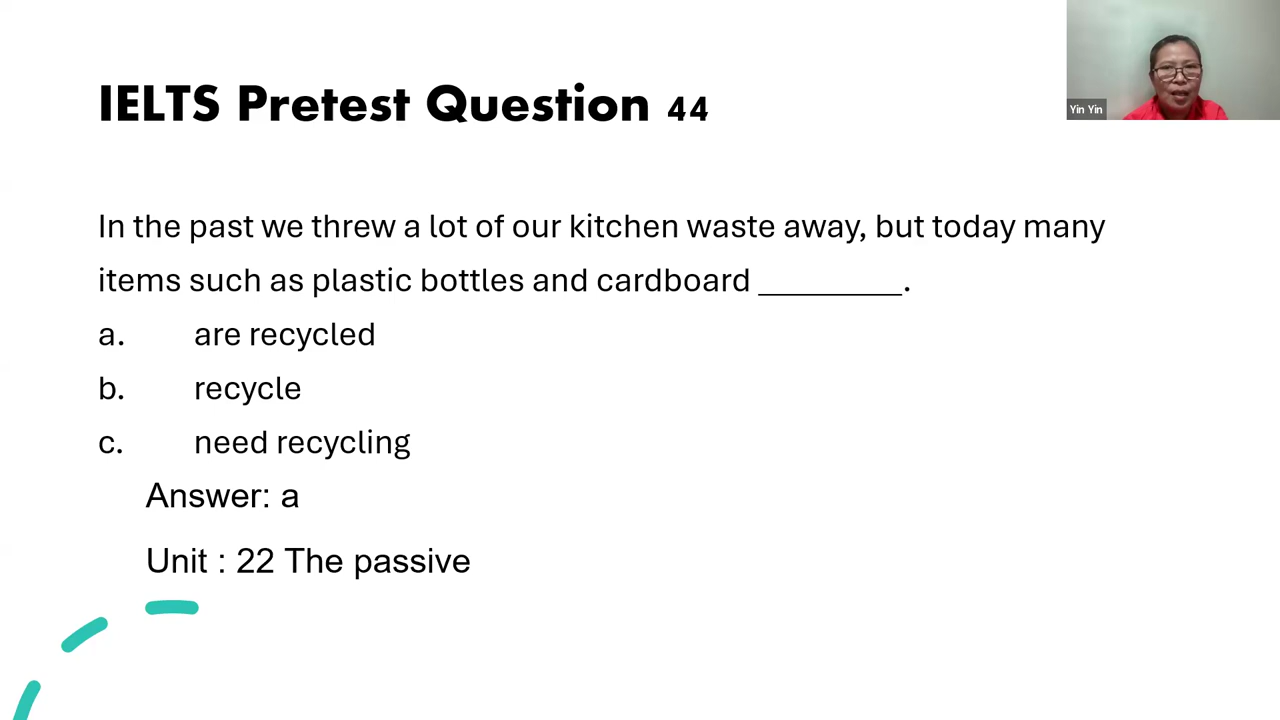 IELTS Pretest Question 44
Yin Yin
In the past we threw a lot of our kitchen waste away, but today many
items such as plastic bottles and cardboard _________.
a. are recycled
b. recycle
c. need recycling
Answer: a
Unit : 22 The passive